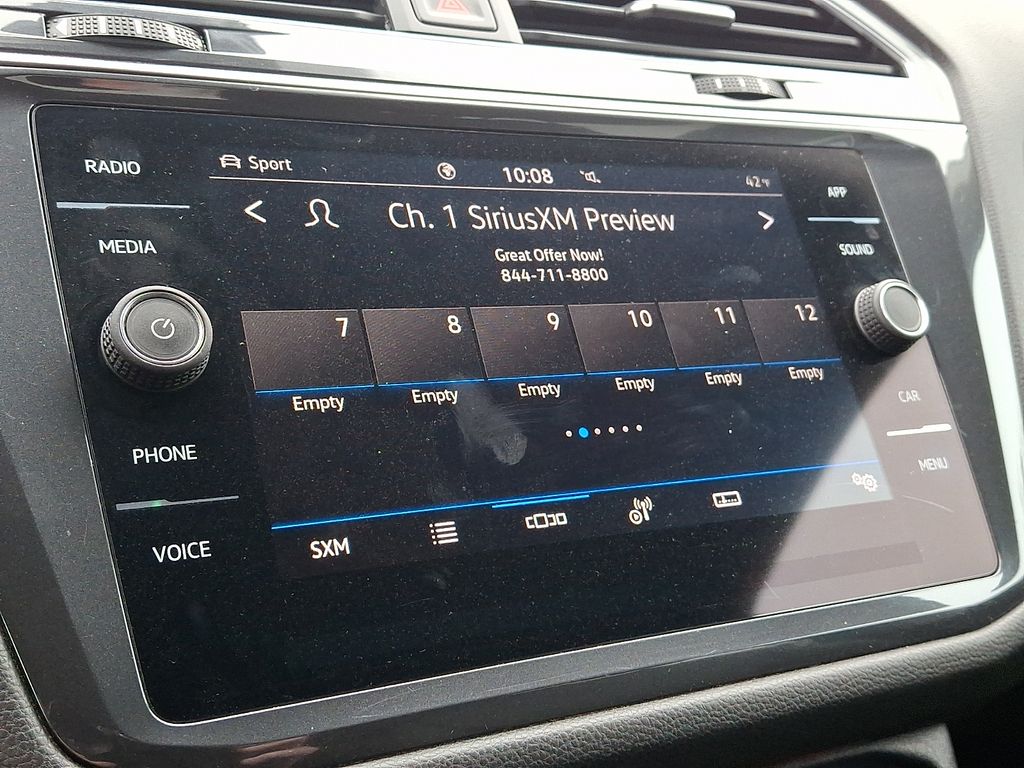 RADIO
MEDIA
PHONE
VOICE
Sport
10:08
42°F
Ch. 1 SiriusXM Preview
Great Offer Now!
844-711-8800
7 8 9 10 11 12
Empty Empty Empty Empty Empty Empty
SXM
APP
SOUND
CAR
MENU